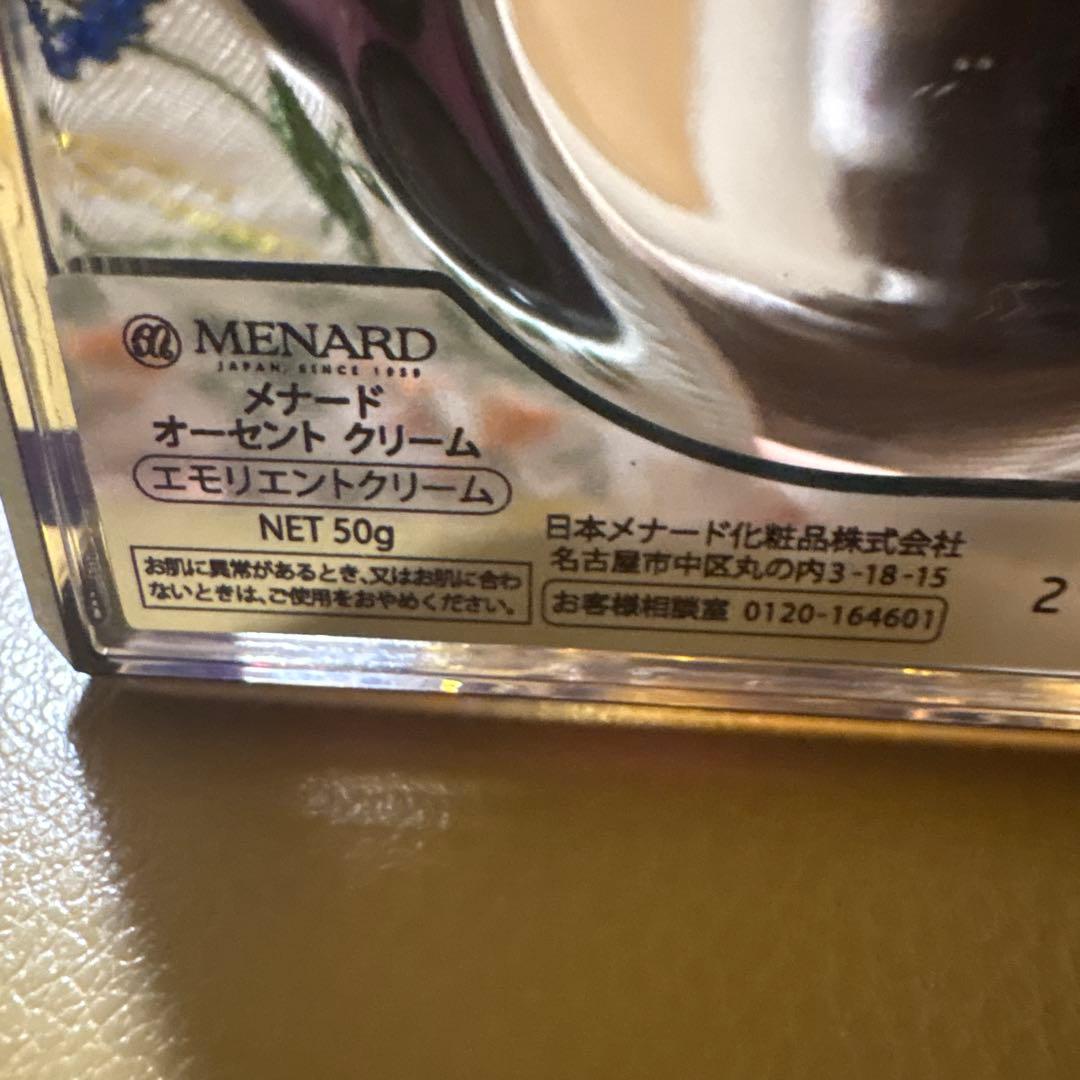 MENARD
JAPAN, SINCE 1959
メナード
オーセント クリーム
エモリエントクリーム
NET 50g
お肌に異常があるとき、又はお肌に合わ
ないときは、ご使用をおやめください。
日本メナード化粧品株式会社
名古屋市中区丸の内3-18-15
お客様相談室 0120-164601
2